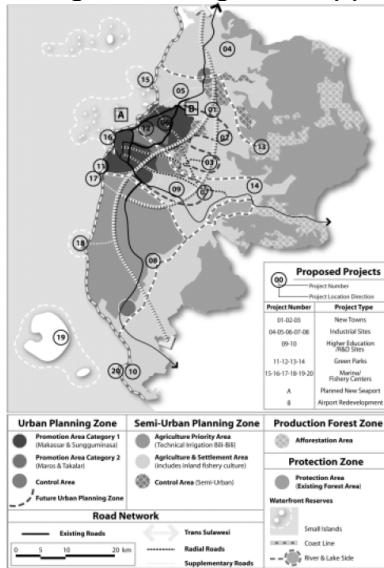 04
15
05
A
B
01
12
16
02
13
03
11
17
09
14
07
18
08
19
20
10
Proposed Projects
00
Project Number
Project Location Direction
Project Number Project Type
01-02-03 New Towns
04-05-06-07-08 Industrial Sites
09-10 Higher Education
/R&D Sites
11-12-13-14 Green Parks
15-16-17-18-19-20 Marina/
Fishery Centers
A Planned New Seaport
B Airport Redevelopment
Urban Planning Zone
Promotion Area Category 1
(Makassar & Sungguminasa)
Promotion Area Category 2
(Maros & Takalar)
Control Area
Future Urban Planning Zone
Semi-Urban Planning Zone
Agriculture Priority Area
(Technical Irrigation Bili-Bili)
Agriculture & Settlement Area
(includes inland fishery culture)
Control Area (Semi-Urban)
Production Forest Zone
Afforestation Area
Protection Zone
Protection Area
(Existing Forest Area)
Waterfront Reserves
Small Islands
Coast Line
River & Lake Side
Road Network
Existing Roads
Trans Sulawesi
Radial Roads
Supplementary Roads
0 5 10 20 km